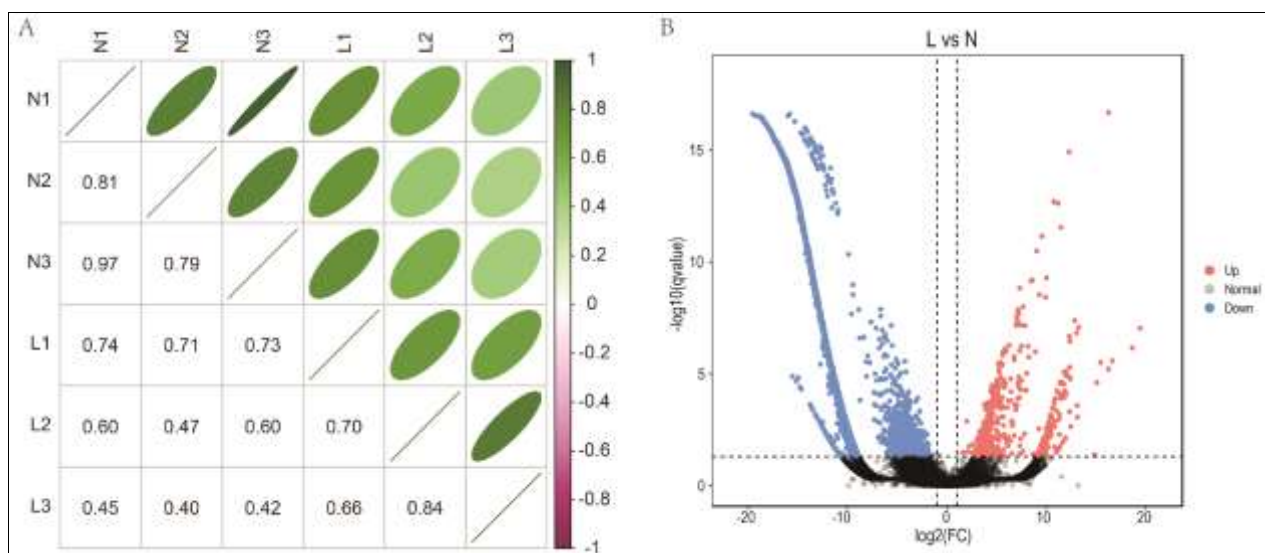 A
N1 N2 N3 L1 L2 L3
N1
N2 0.81
N3 0.97 0.79
L1 0.74 0.71 0.73
L2 0.60 0.47 0.60 0.70
L3 0.45 0.40 0.42 0.66 0.84
1
0.8
0.6
0.4
0.2
0
-0.2
-0.4
-0.6
-0.8
-1
B
L vs N
-log10(qvalue)
15
10
5
0
-20 -10 0 10 20
log2(FC)
Up
Normal
Down